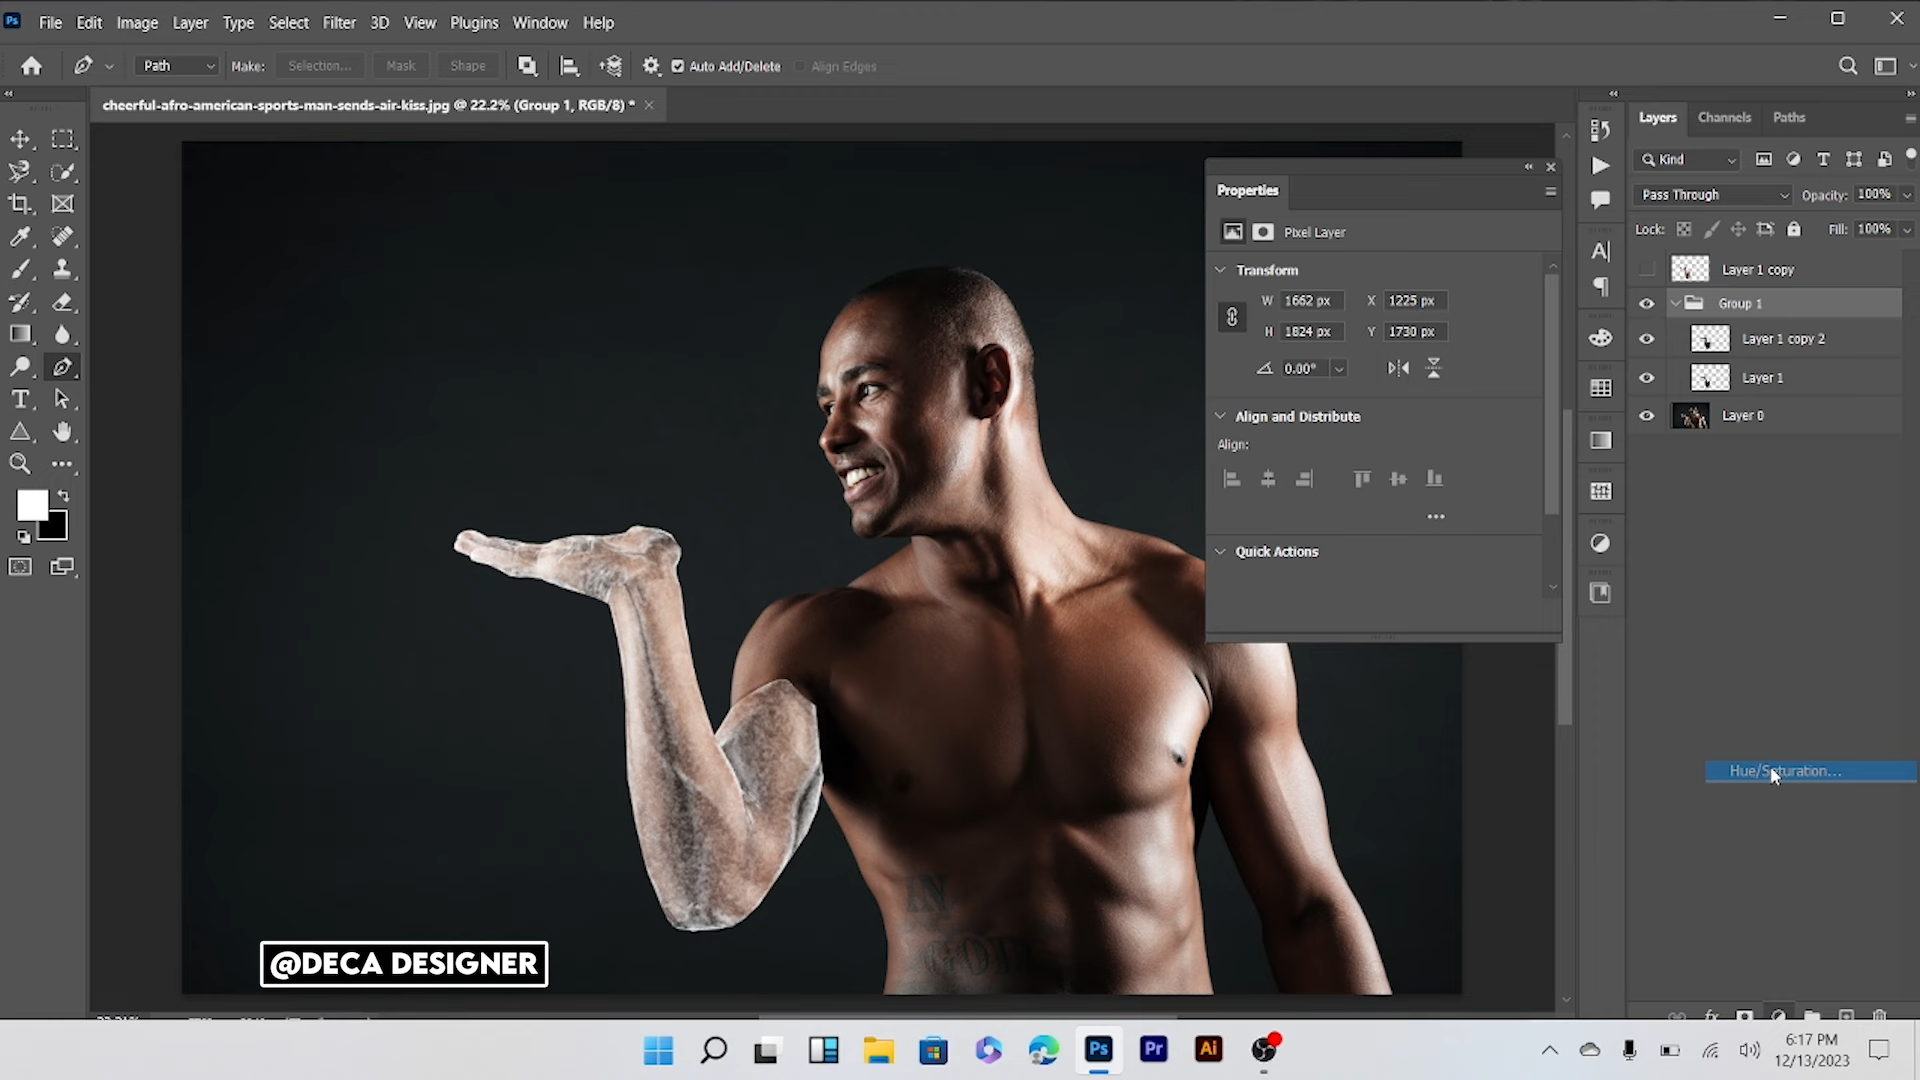 File Edit Image Layer Type Select Filter 3D View Plugins Window Help
Path Make: Selection... Mask Shape Auto Add/Delete Align Edges
cheerful-afro-american-sports-man-sends-air-kiss.jpg @ 22.2% (Group 1, RGB/8) *
Layers Channels Paths
Kind
Pass Through Opacity: 100%
Lock: Fill: 100%
Layer 1 copy
Group 1
Layer 1 copy 2
Layer 1
Layer 0
Properties
Pixel Layer
Transform
W 1662 px X 1225 px
H 1824 px Y 1730 px
0.00°
Align and Distribute
Align:
Quick Actions
Hue/Saturation...
IN
GOD
@DECA DESIGNER
6:17 PM
12/13/2023